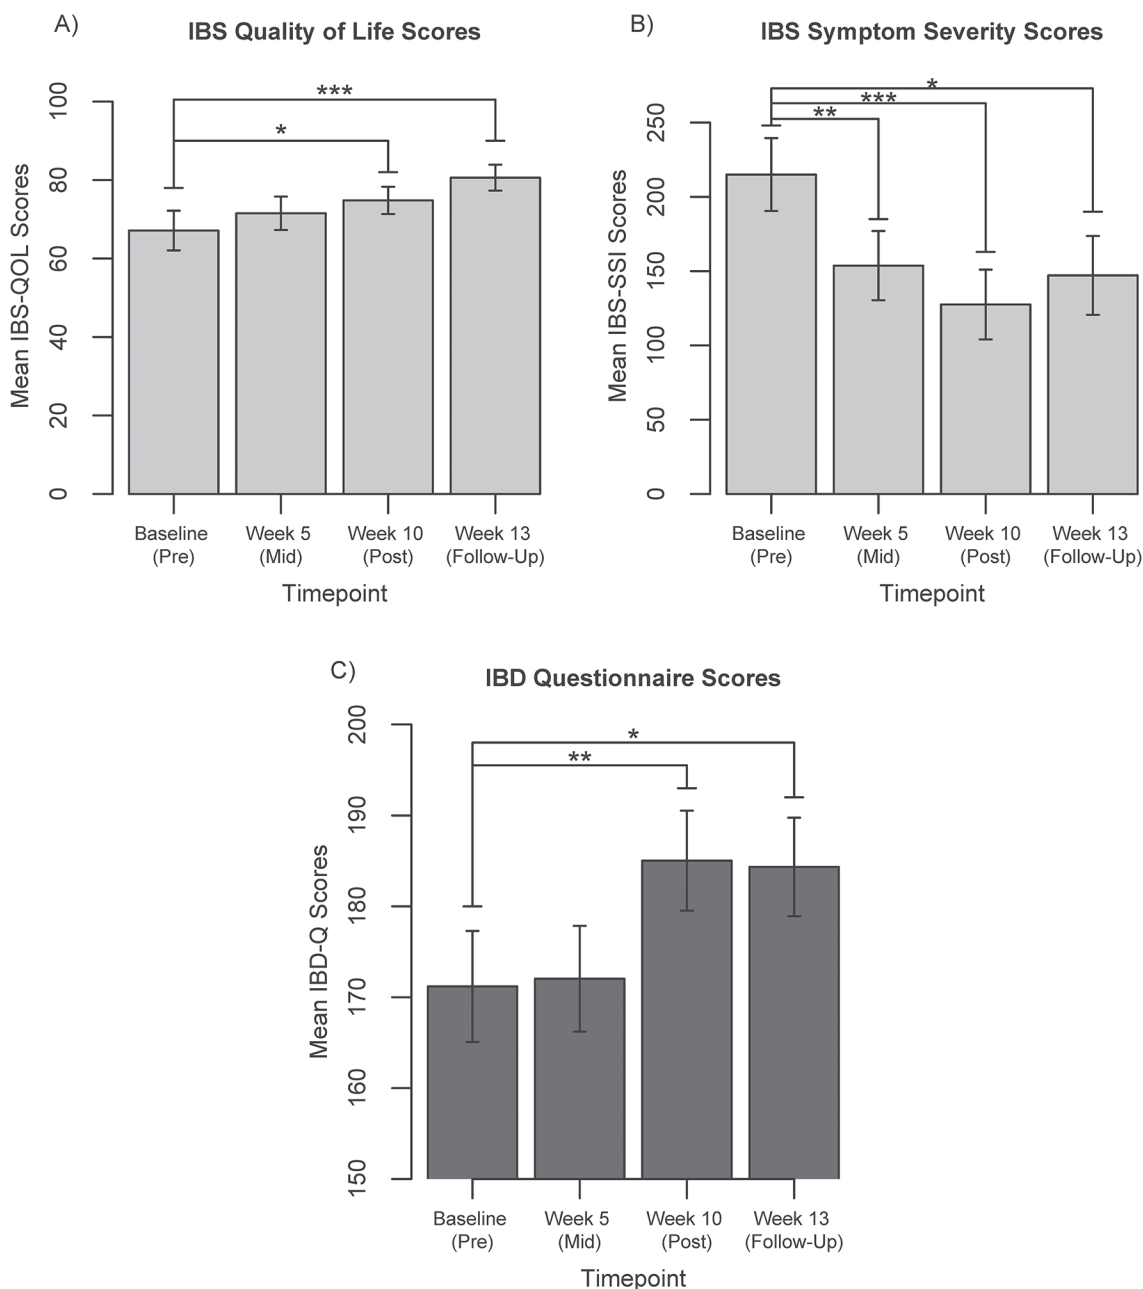 A)
IBS Quality of Life Scores
Mean IBS-QOL Scores
100
80
60
40
20
0
***
*
Baseline
(Pre)
Week 5
(Mid)
Week 10
(Post)
Week 13
(Follow-Up)
Timepoint
B)
IBS Symptom Severity Scores
Mean IBS-SSI Scores
250
200
150
100
50
0
*
***
**
Baseline
(Pre)
Week 5
(Mid)
Week 10
(Post)
Week 13
(Follow-Up)
Timepoint
C)
IBD Questionnaire Scores
Mean IBD-Q Scores
200
190
180
170
160
150
*
**
Baseline
(Pre)
Week 5
(Mid)
Week 10
(Post)
Week 13
(Follow-Up)
Timepoint